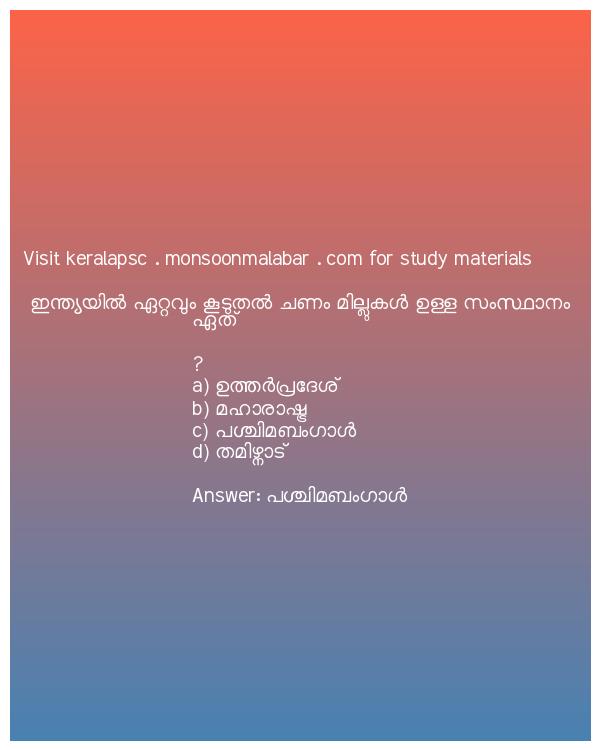 Visit keralapsc . monsoonmalabar . com for study materials
ഇന്ത്യയിൽ ഏറ്റവും കൂടുതൽ ചണം മില്ലുകൾ ഉള്ള സംസ്ഥാനം
ഏത്
?
a) ഉത്തർപ്രദേശ്
b) മഹാരാഷ്ട്ര
c) പശ്ചിമബംഗാൾ
d) തമിഴ്നാട്
Answer: പശ്ചിമബംഗാൾ